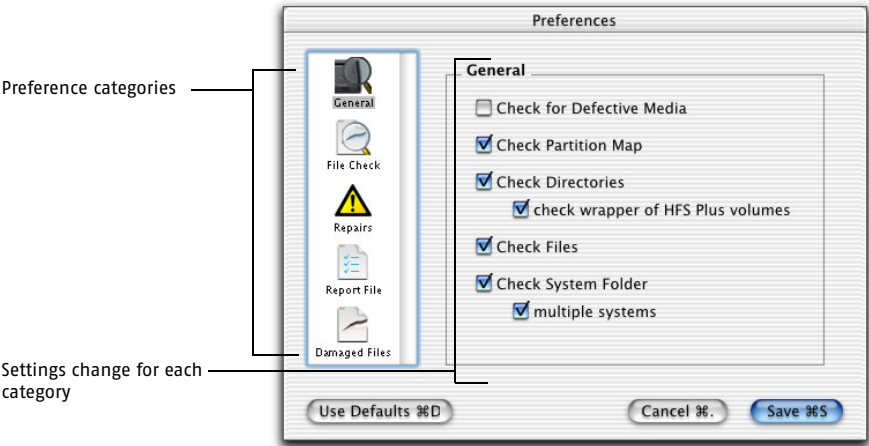 Preferences
Preference categories
General
File Check
Repairs
Report File
Damaged Files
General
Check for Defective Media
Check Partition Map
Check Directories
check wrapper of HFS Plus volumes
Check Files
Check System Folder
multiple systems
Settings change for each
category
Use Defaults ⌘D
Cancel ⌘.
Save ⌘S